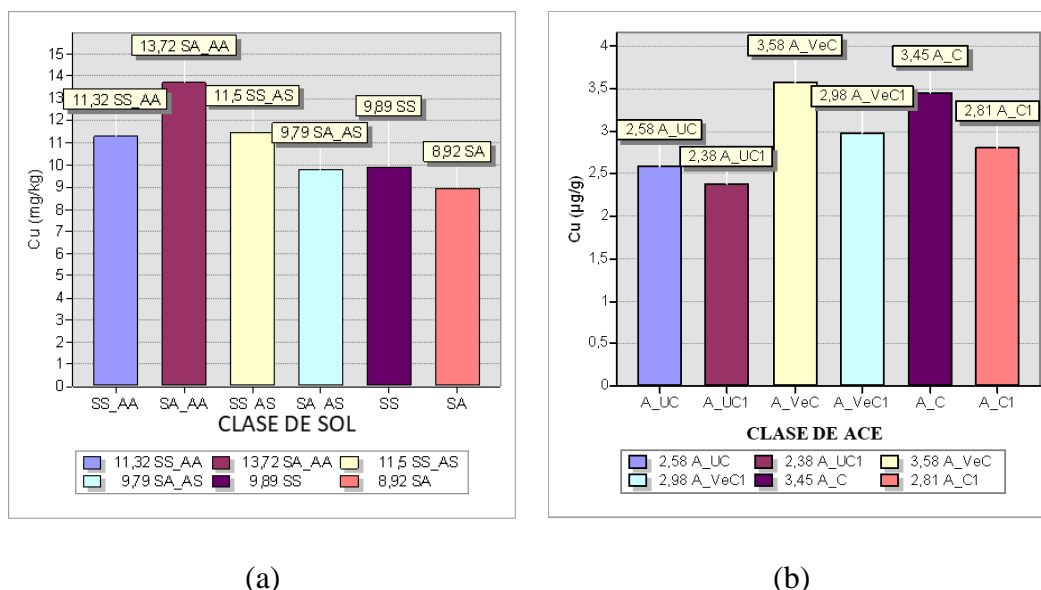 15
14
13
12
11
10
9
8
7
6
5
4
3
2
1
0
Cu (mg/kg)
11,32 SS_AA
13,72 SA_AA
11,5 SS_AS
9,79 SA_AS
9,89 SS
8,92 SA
SS_AA SA_AA SS_AS SA_AS SS SA
CLASE DE SOL
11,32 SS_AA 13,72 SA_AA 11,5 SS_AS
9,79 SA_AS 9,89 SS 8,92 SA
(a)
4
3,5
3
2,5
2
1,5
1
0,5
0
Cu (µg/g)
2,58 A_UC
2,38 A_UC1
3,58 A_VeC
2,98 A_VeC1
3,45 A_C
2,81 A_C1
A_UC A_UC1 A_VeC A_VeC1 A_C A_C1
CLASE DE ACE
2,58 A_UC 2,38 A_UC1 3,58 A_VeC
2,98 A_VeC1 3,45 A_C 2,81 A_C1
(b)